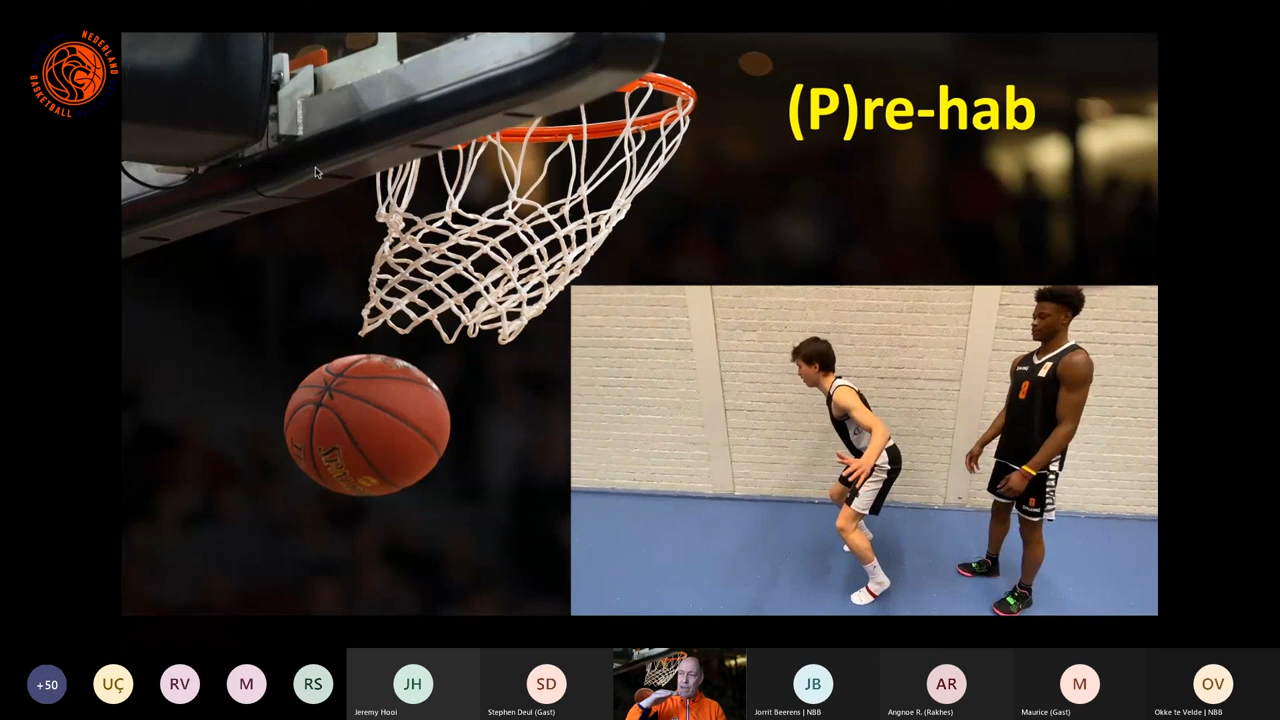 NEDERLAND
BASKETBALL
(P)re-hab
8
+50
UÇ
RV
M
RS
JH
SD
JB
AR
M
OV
Jeremy Hooi
Stephen Deul (Gast)
Jorrit Beerens | NBB
Angnoe R. (Rakhes)
Maurice (Gast)
Okke te Velde | NBB